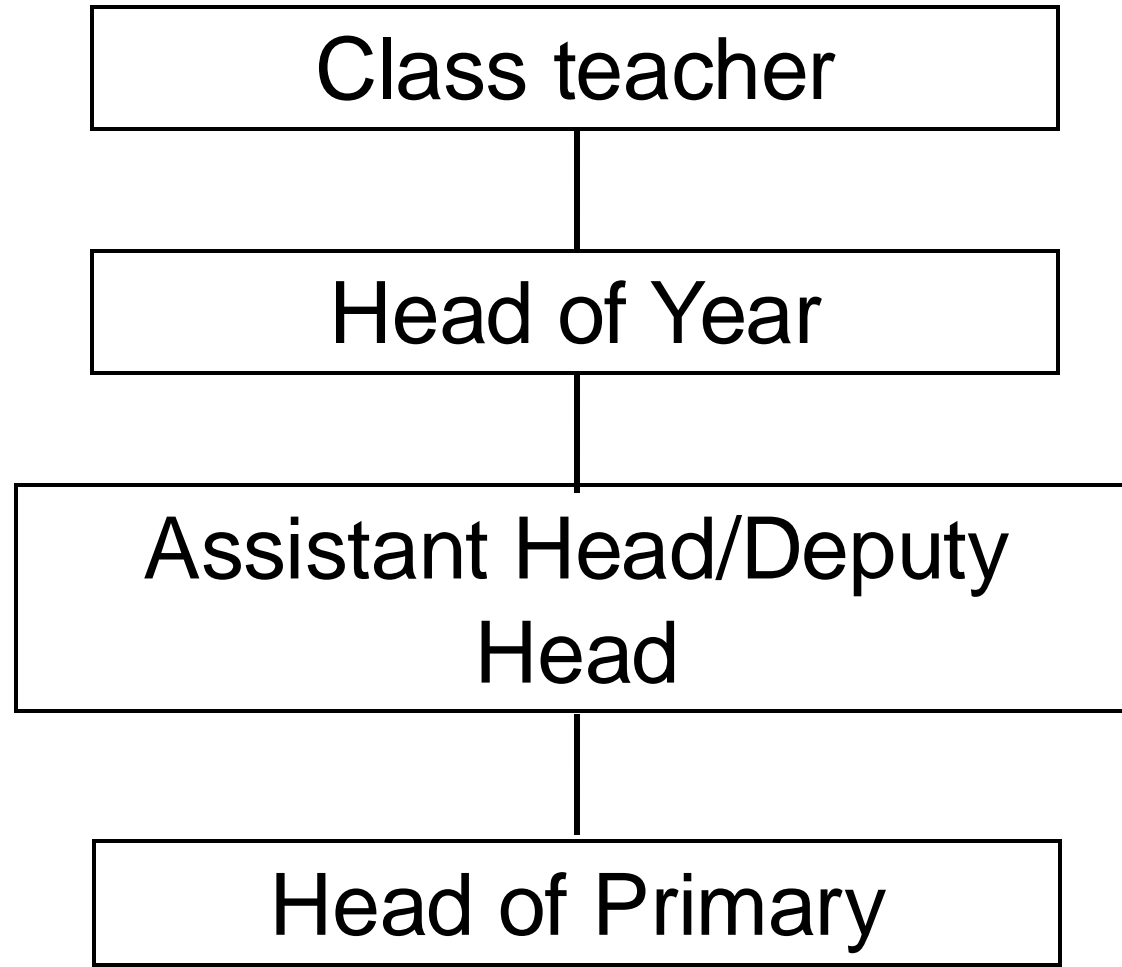 Class teacher
Head of Year
Assistant Head/Deputy
Head
Head of Primary